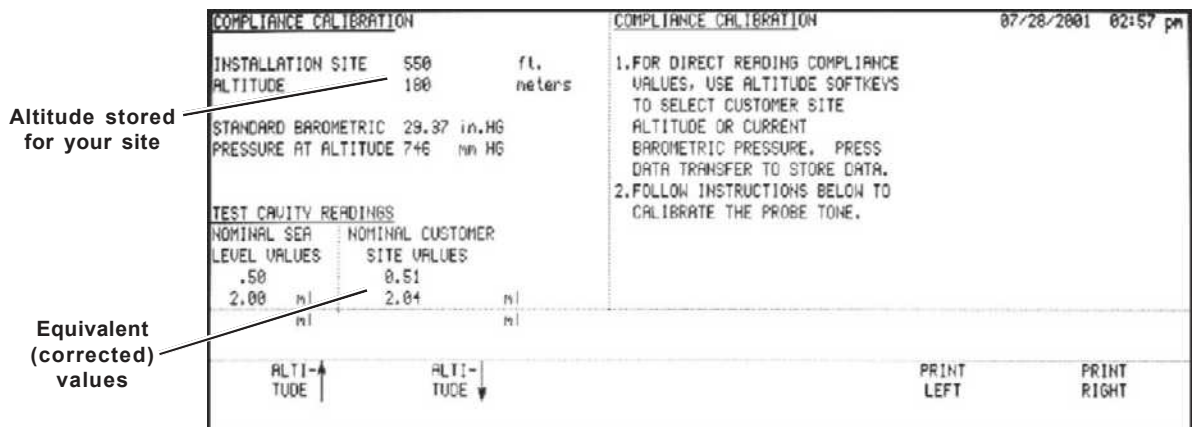 COMPLIANCE CALIBRATION
INSTALLATION SITE 550 ft.
ALTITUDE 180 meters
STANDARD BAROMETRIC 29.37 in.HG
PRESSURE AT ALTITUDE 746 mm HG
TEST CAVITY READINGS
NOMINAL SEA NOMINAL CUSTOMER
LEVEL VALUES SITE VALUES
.50 0.51
2.00 ml 2.04 ml
ml ml
COMPLIANCE CALIBRATION 07/28/2001 02:57 pm
1.FOR DIRECT READING COMPLIANCE
VALUES, USE ALTITUDE SOFTKEYS
TO SELECT CUSTOMER SITE
ALTITUDE OR CURRENT
BAROMETRIC PRESSURE. PRESS
DATA TRANSFER TO STORE DATA.
2.FOLLOW INSTRUCTIONS BELOW TO
CALIBRATE THE PROBE TONE.
ALTI-
TUDE
ALTI-
TUDE
PRINT
LEFT
PRINT
RIGHT
Altitude stored
for your site
Equivalent
(corrected)
values